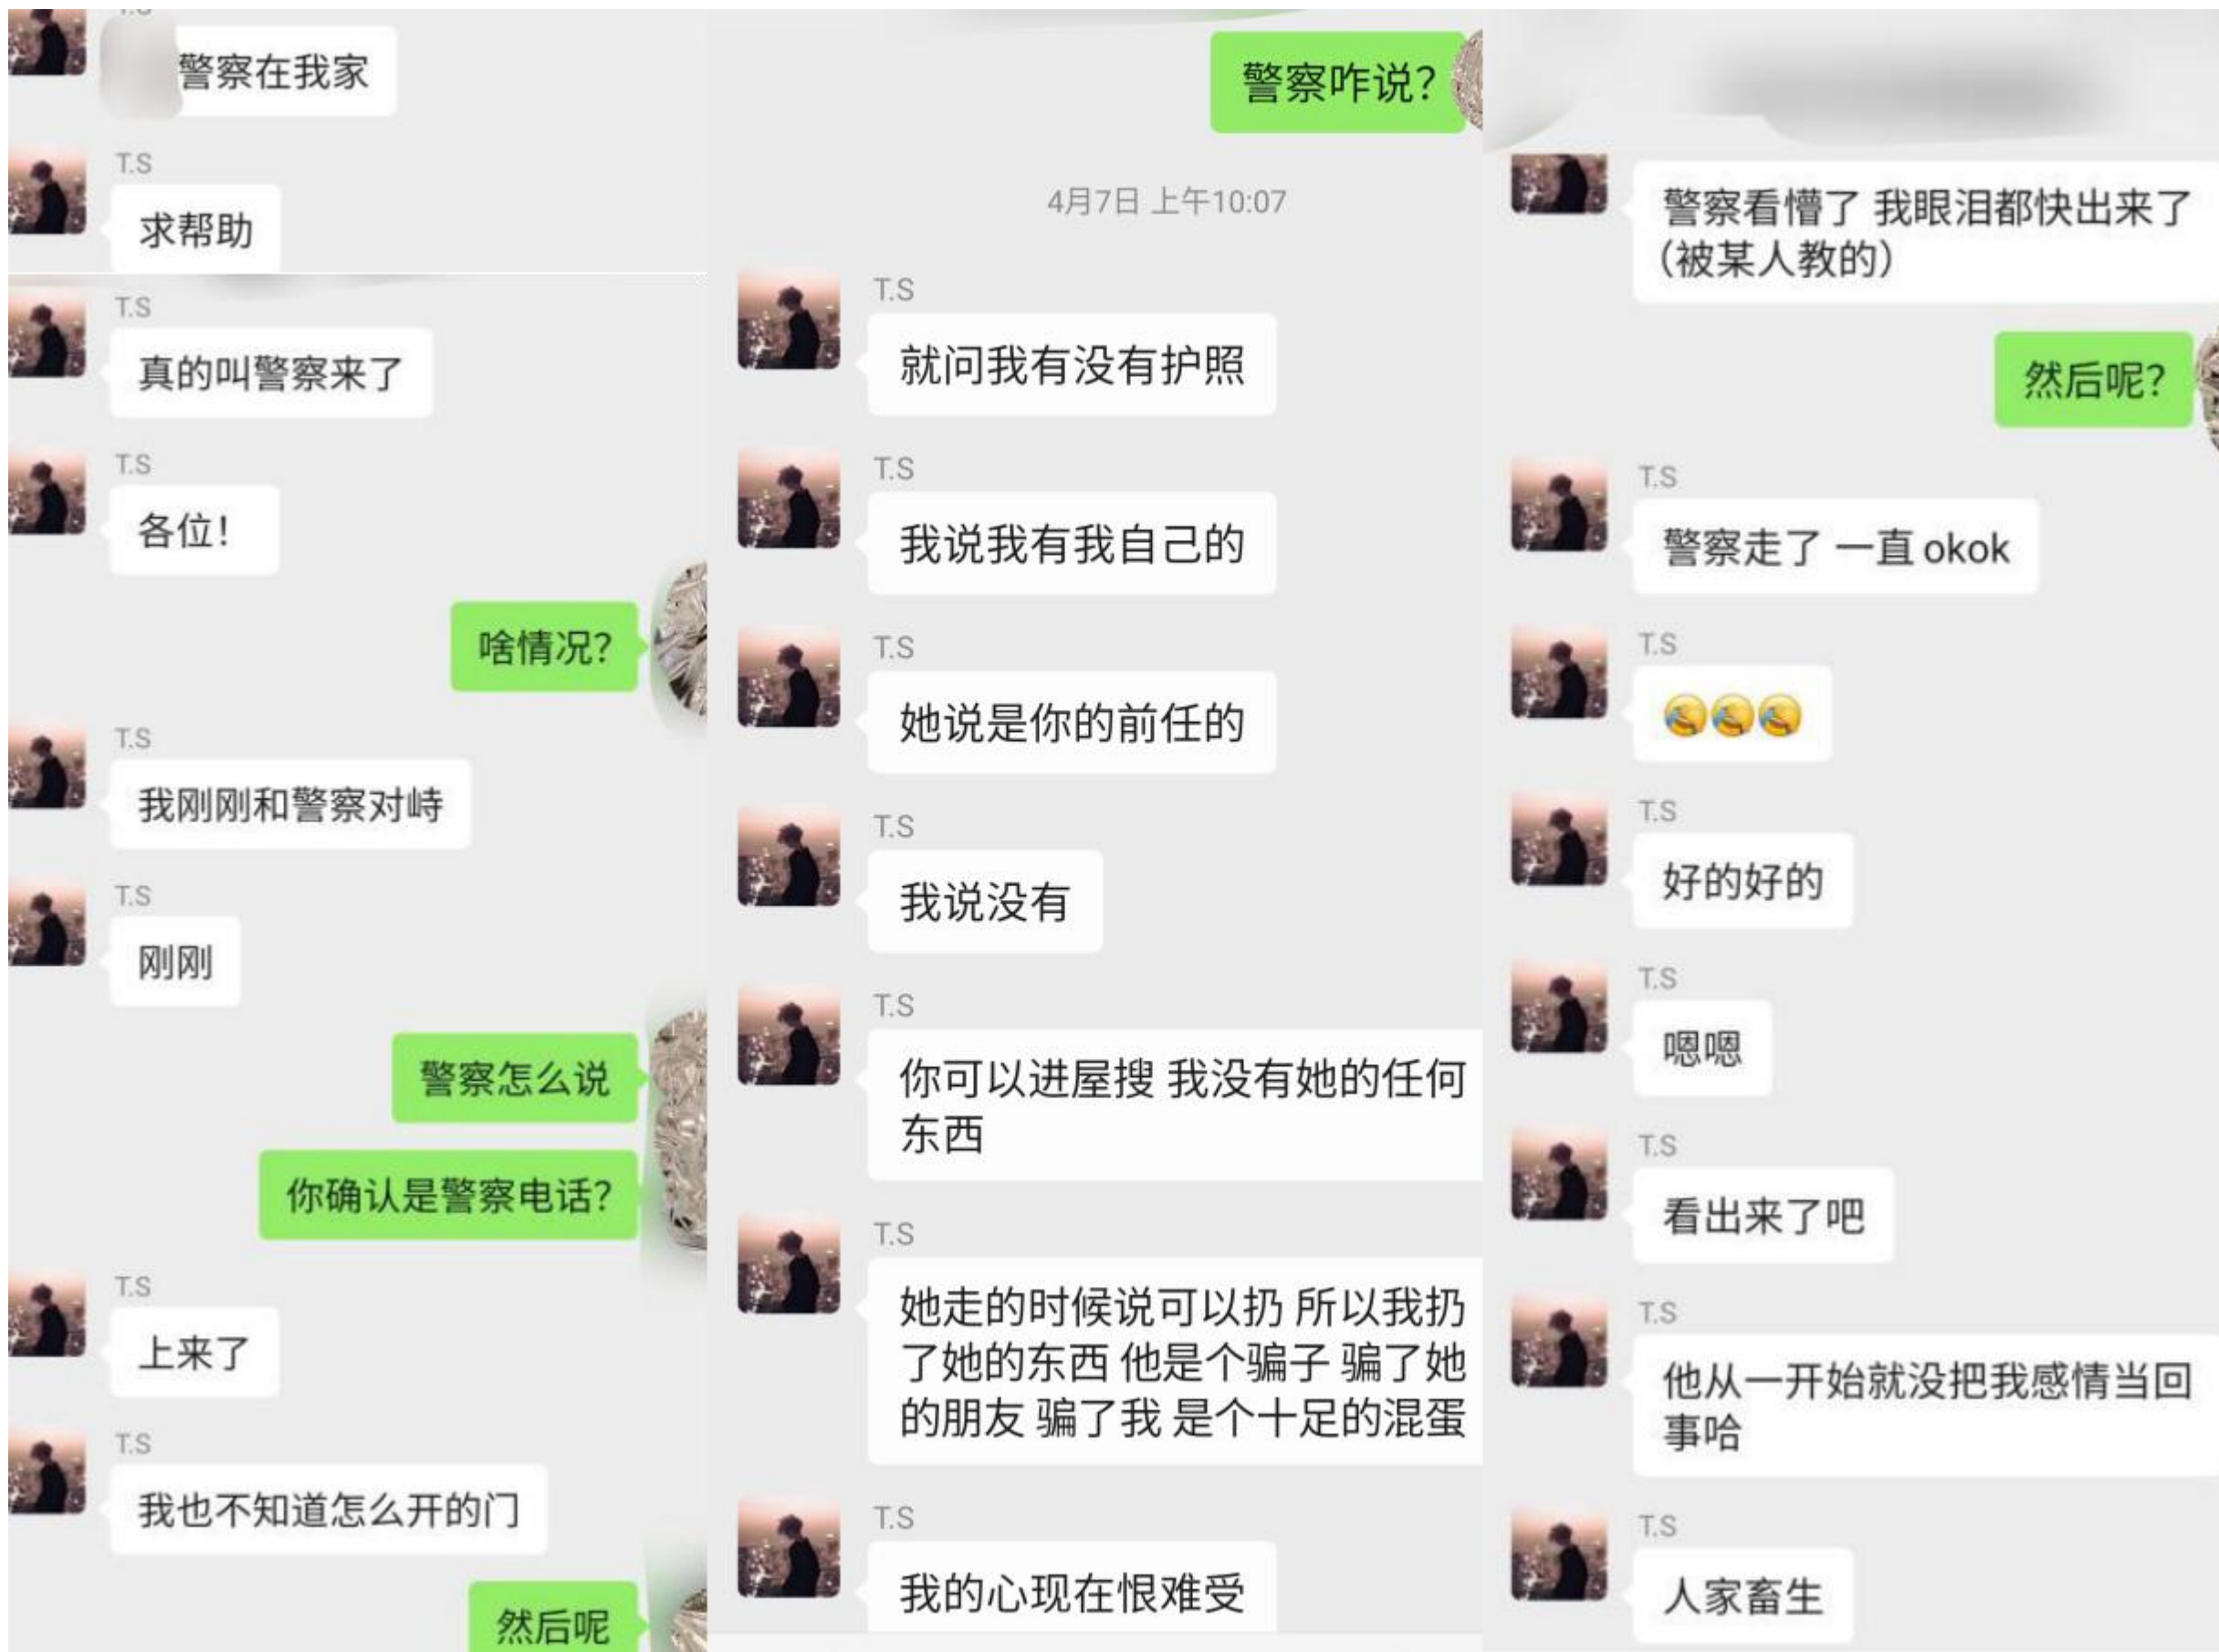 警察在我家
T.S
求帮助
T.S
真的叫警察来了
T.S
各位！
啥情况？
T.S
我刚刚和警察对峙
T.S
刚刚
警察怎么说
你确认是警察电话？
T.S
上来了
T.S
我也不知道怎么开的门
然后呢
警察咋说？
4月7日 上午10:07
T.S
就问我有没有护照
T.S
我说我有我自己的
T.S
她说是你的前任的
T.S
我说没有
T.S
你可以进屋搜 我没有她的任何
东西
T.S
她走的时候说可以扔 所以我扔
了她的东西 他是个骗子 骗了她
的朋友 骗了我 是个十足的混蛋
T.S
我的心现在恨难受
警察看懵了 我眼泪都快出来了
（被某人教的）
然后呢？
T.S
警察走了 一直 okok
T.S
T.S
好的好的
T.S
嗯嗯
T.S
看出来了吧
T.S
他从一开始就没把我感情当回
事哈
T.S
人家畜生